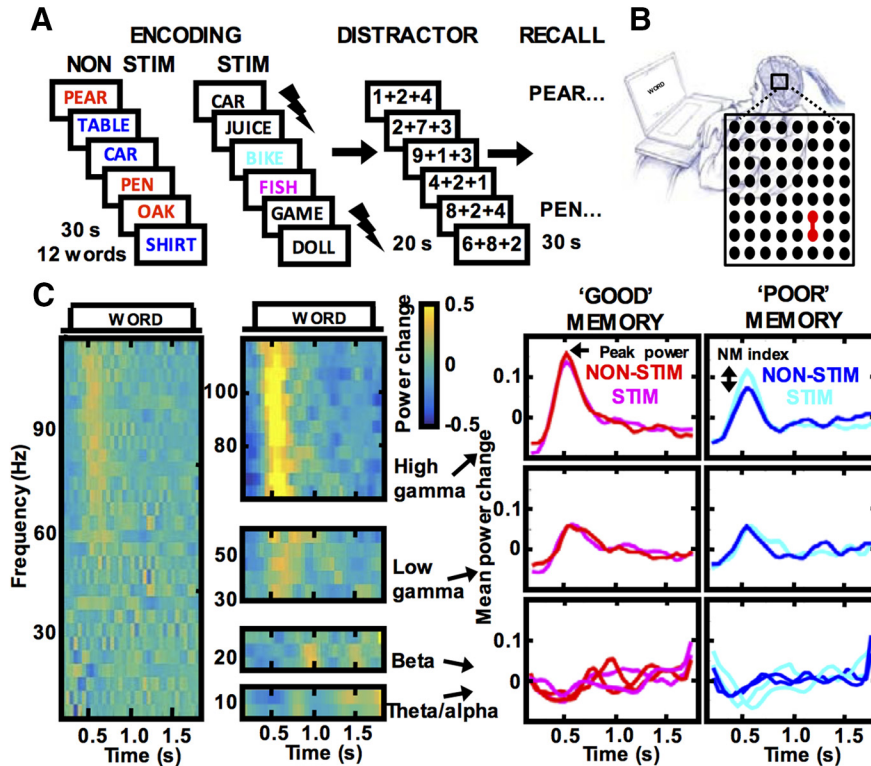 A
ENCODING
DISTRACTOR
RECALL
B
NON STIM
STIM
PEAR
TABLE
CAR
PEN
OAK
SHIRT
30 s
12 words
CAR
JUICE
BIKE
FISH
GAME
DOLL
1+2+4
2+7+3
9+1+3
4+2+1
8+2+4
6+8+2
20 s
PEAR...
PEN...
30 s
WORD
C
WORD
WORD
0.5
0
-0.5
Power change
'GOOD'
MEMORY
'POOR'
MEMORY
Frequency (Hz)
90
60
30
100
80
High
gamma
50
30
Low
gamma
20
Beta
10
Theta/alpha
0.5 1.0 1.5
Time (s)
0.5 1.0 1.5
Time (s)
Mean power change
0.1
0
Peak power
NON-STIM
STIM
NM index
NON-STIM
STIM
0.1
0
0.1
0
0.5 1.0 1.5
Time (s)
0.5 1.0 1.5
Time (s)